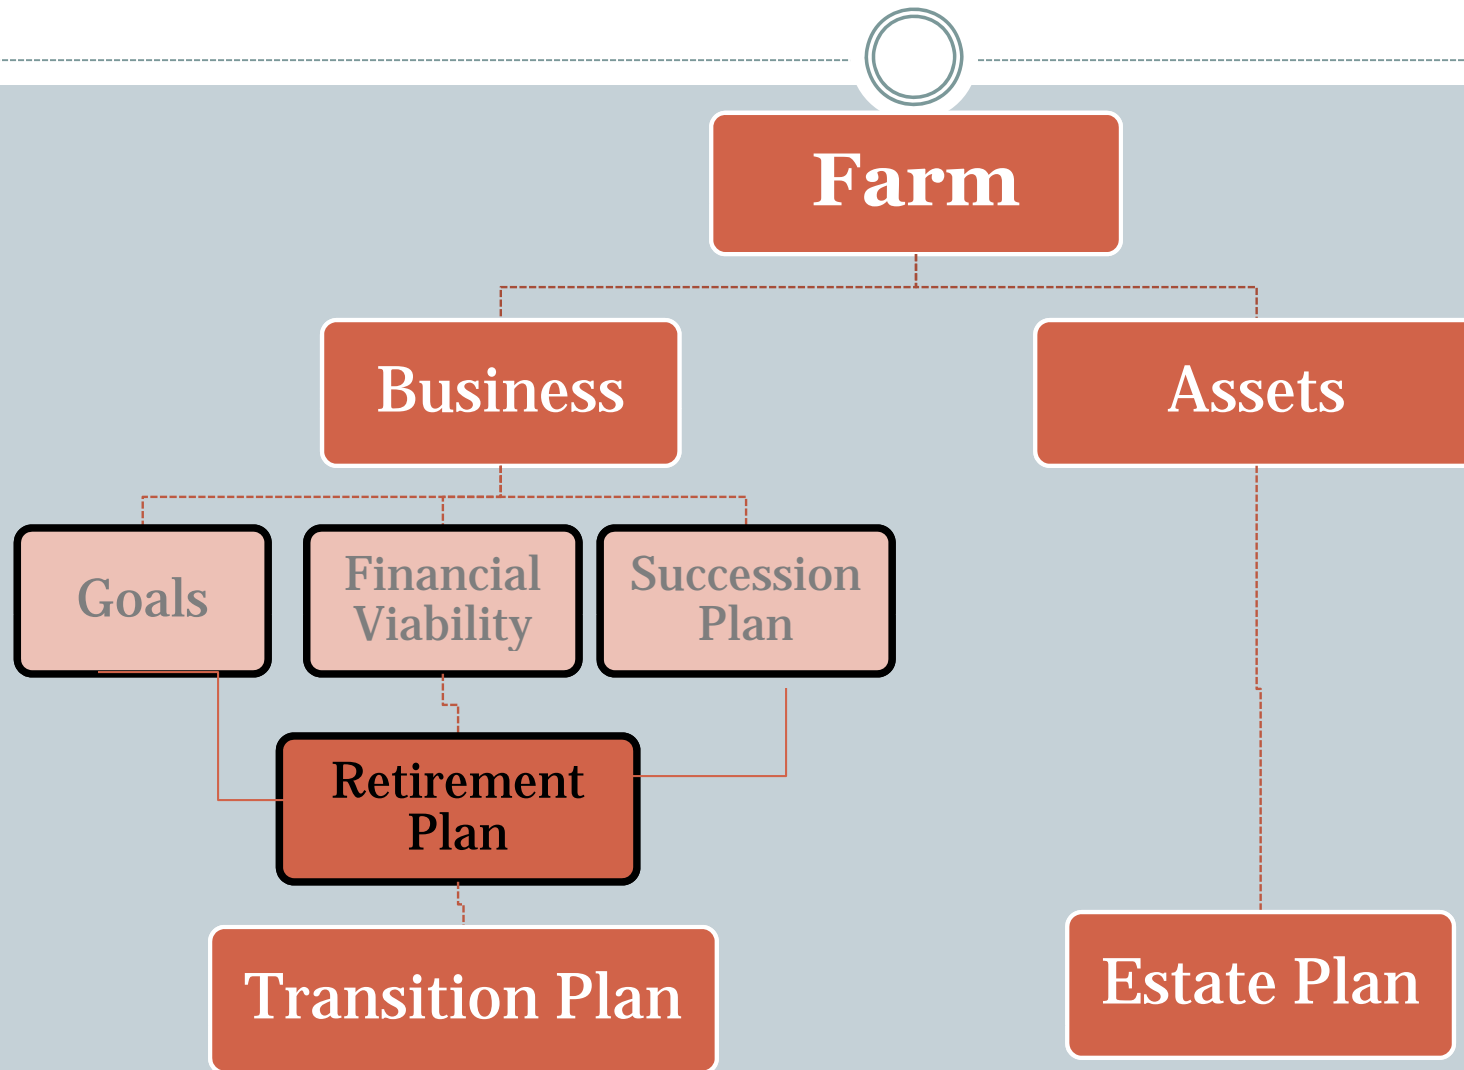 Farm
Business
Assets
Goals
Financial
Viability
Succession
Plan
Retirement
Plan
Transition Plan
Estate Plan